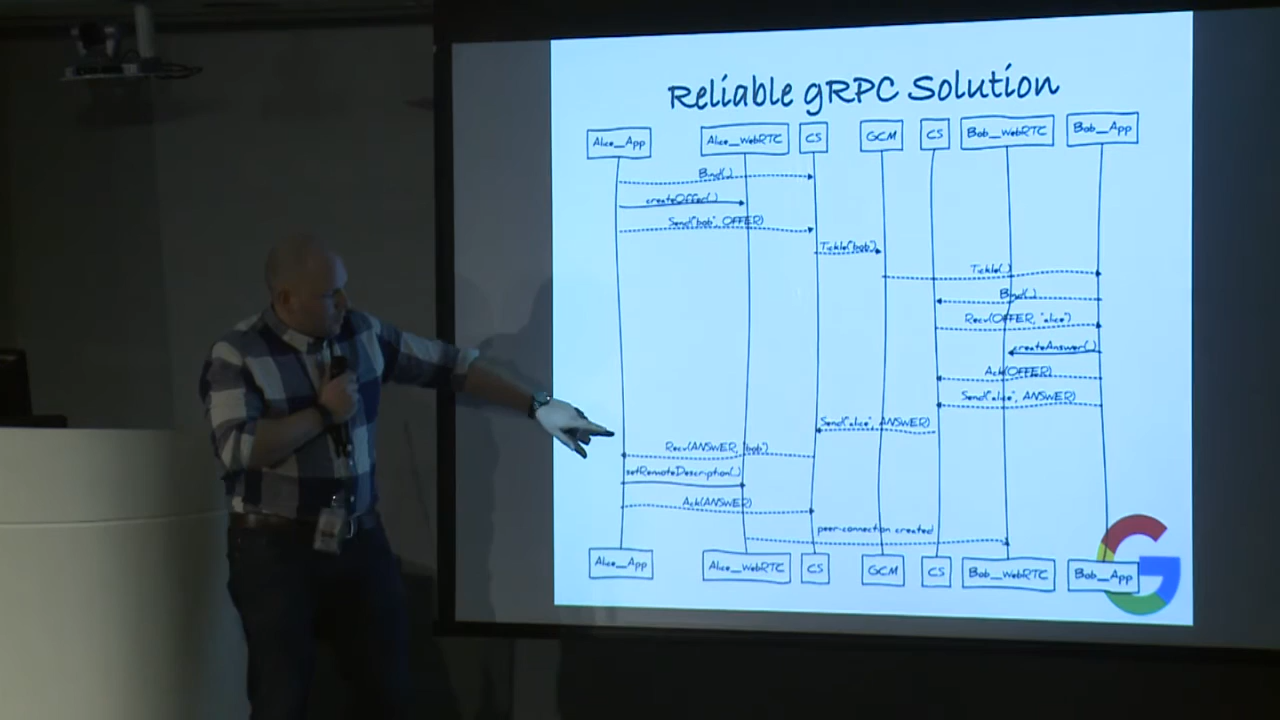 Reliable gRPC Solution
Alice_App Alice_WebRTC CS GCM CS Bob_WebRTC Bob_App
Bind(..)
createOffer(..)
Send("bob", OFFER)
Tickle("bob")
Tickle(..)
Bind(..)
Recv(OFFER, "alice")
createAnswer(..)
Ack(OFFER)
Send("alice", ANSWER)
Send("alice", ANSWER)
Recv(ANSWER, "bob")
setRemoteDescription(..)
Ack(ANSWER)
peer-connection created
Alice_App Alice_WebRTC CS GCM CS Bob_WebRTC Bob_App